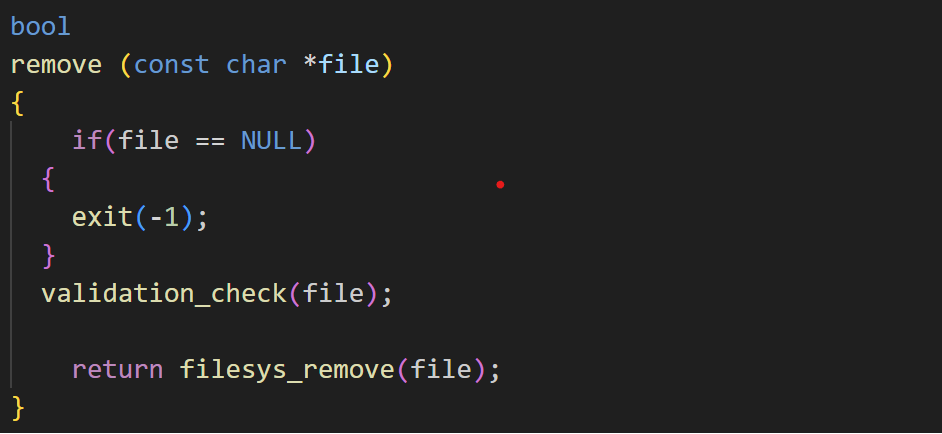 bool
remove (const char *file)
{
    if(file == NULL)
  {
    exit(-1);
  }
  validation_check(file);

    return filesys_remove(file);
}